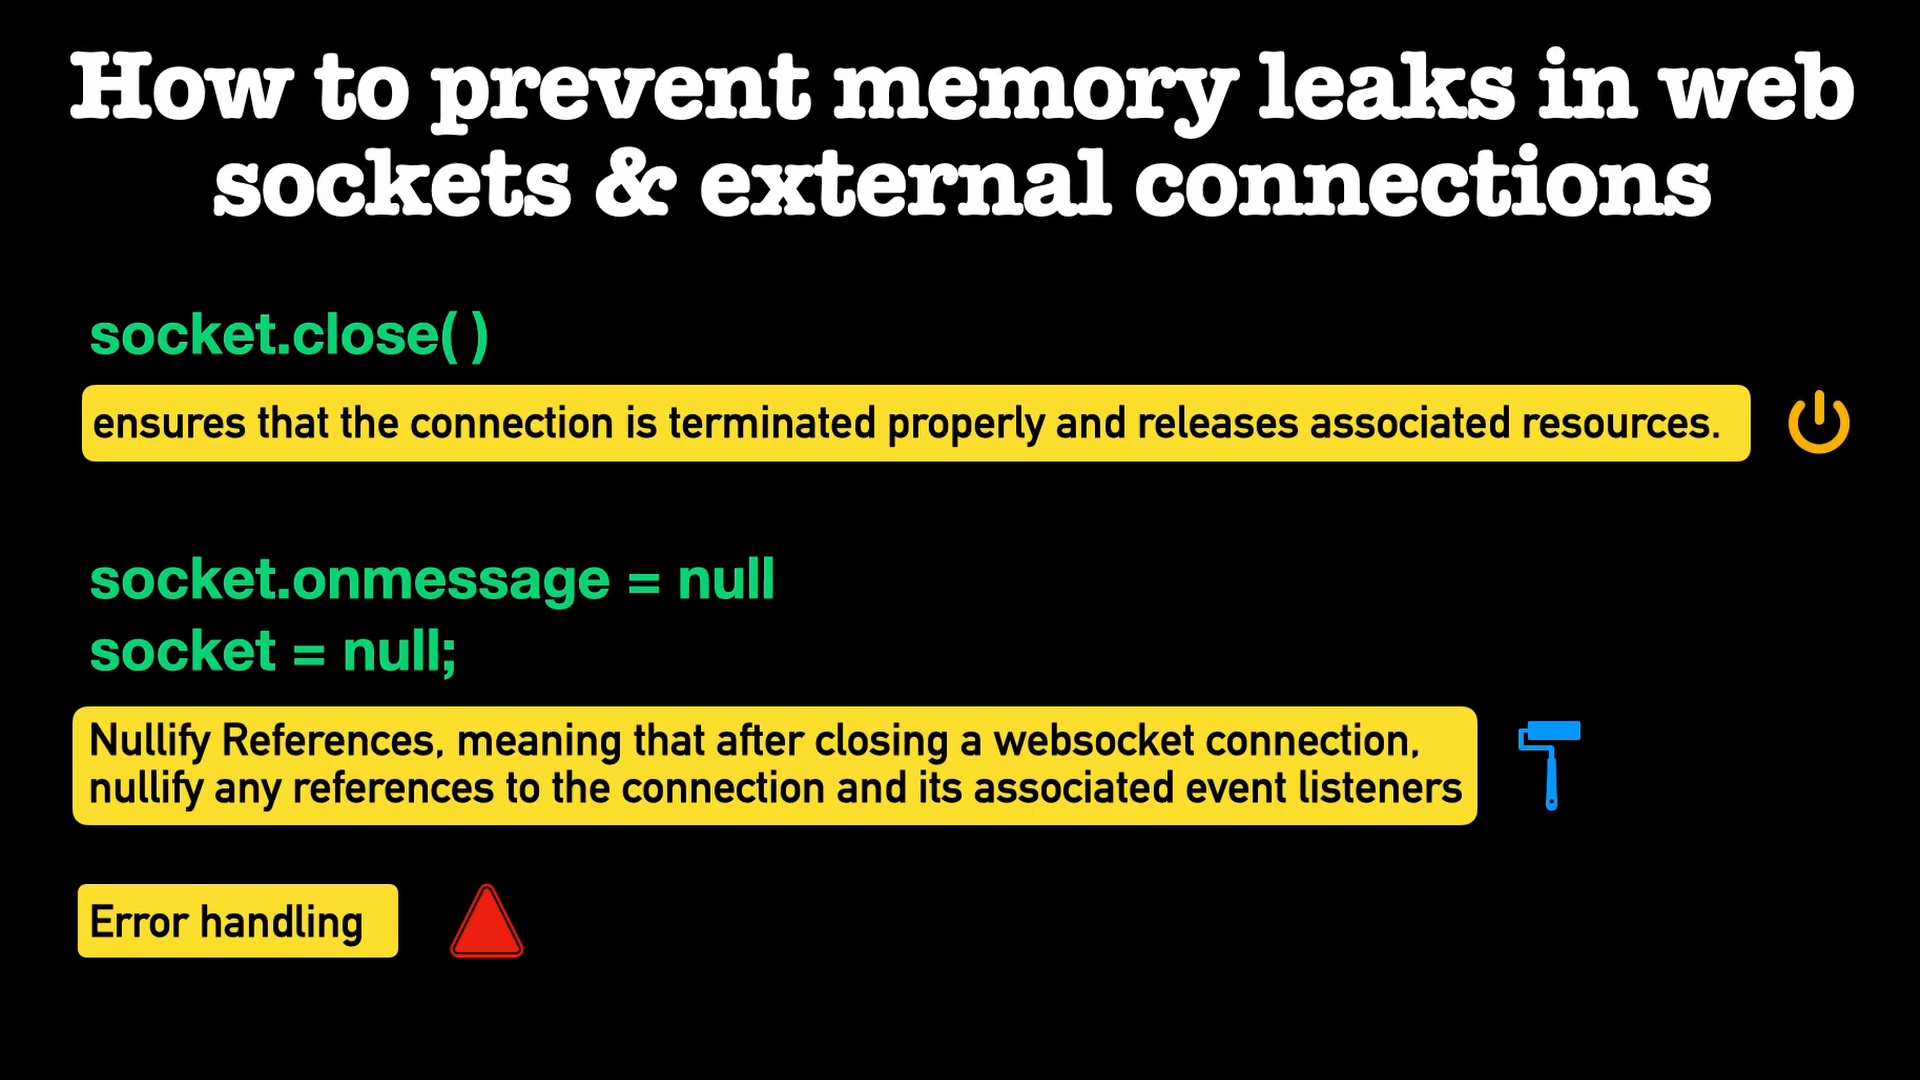 How to prevent memory leaks in web
sockets & external connections
socket.close( )
ensures that the connection is terminated properly and releases associated resources.
socket.onmessage = null
socket = null;
Nullify References, meaning that after closing a websocket connection,
nullify any references to the connection and its associated event listeners
Error handling